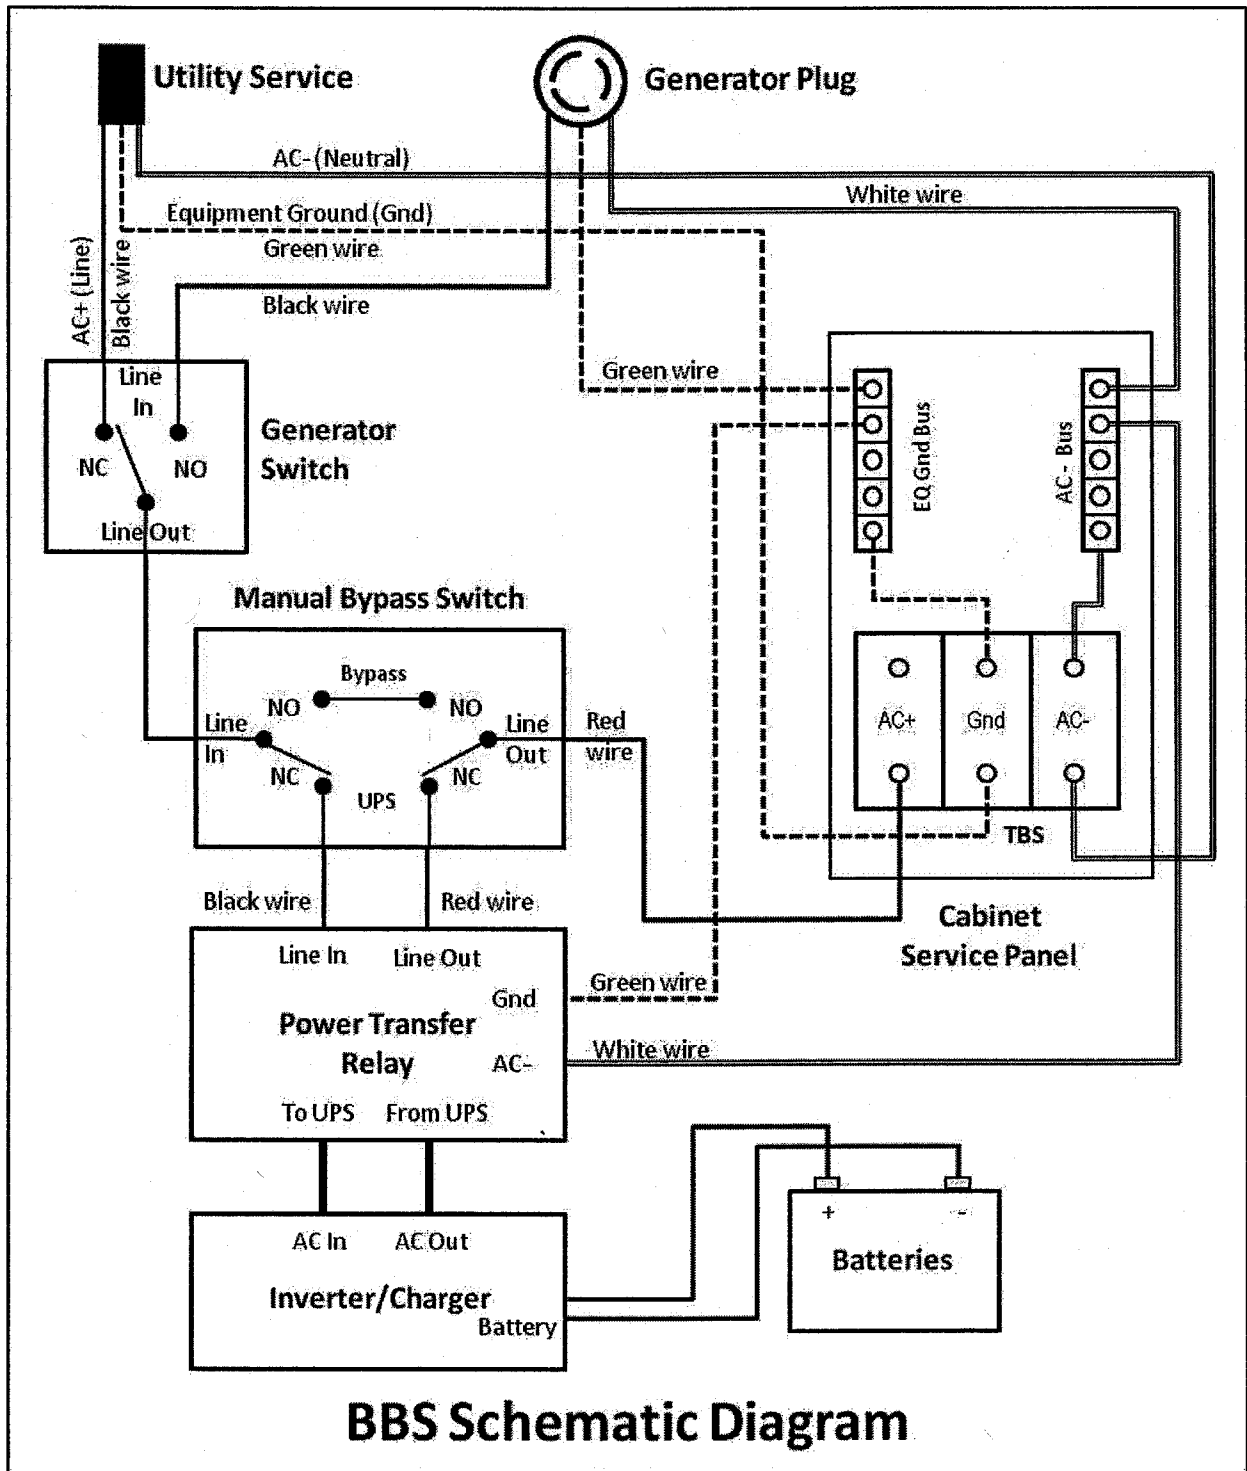 Utility Service
Generator Plug
AC- (Neutral)
White wire
Equipment Ground (Gnd)
Green wire
AC+ (Line)
Black wire
Black wire
Green wire
Line
In
NC
NO
Line Out
Generator
Switch
EQ Gnd Bus
AC- Bus
Manual Bypass Switch
Bypass
NO
NO
Line
In
Line
Out
Red
wire
NC
NC
UPS
AC+
Gnd
AC-
TBS
Cabinet
Service Panel
Black wire
Red wire
Line In
Line Out
Gnd
Green wire
Power Transfer
Relay
AC-
White wire
To UPS
From UPS
AC In
AC Out
Inverter/Charger
Battery
+
-
Batteries
BBS Schematic Diagram